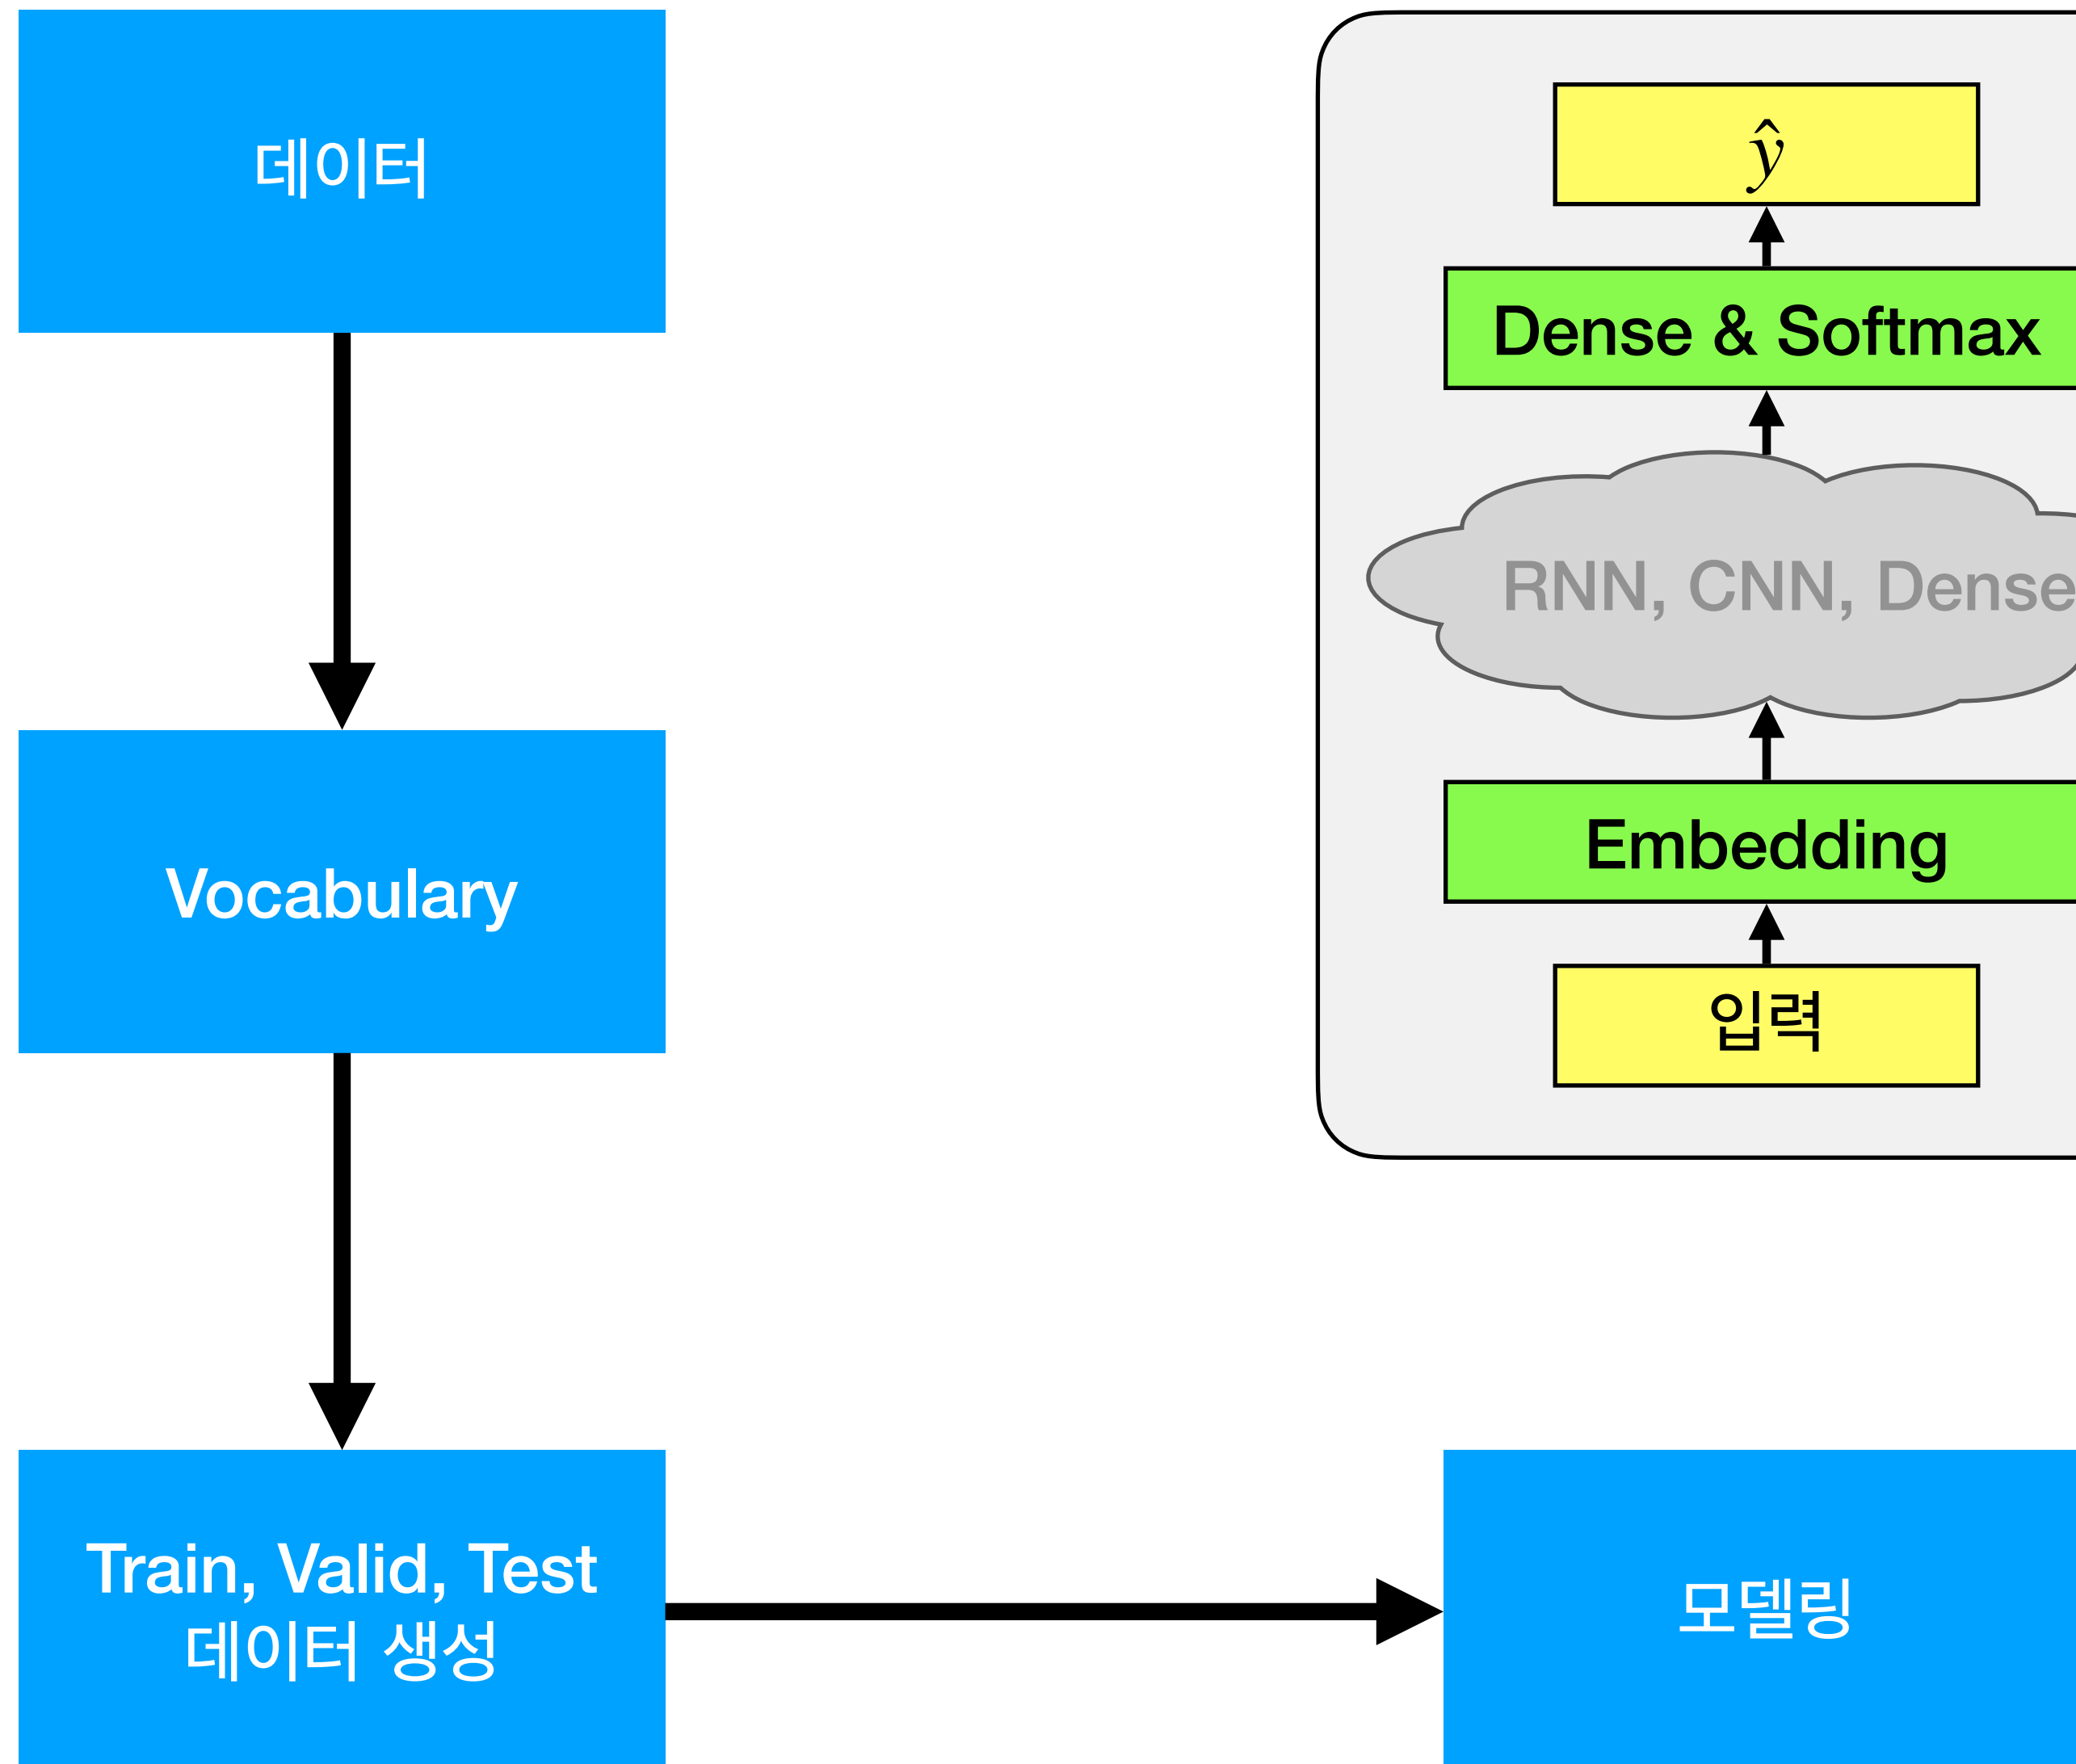 데이터
Vocabulary
Train, Valid, Test
데이터 생성
ŷ
Dense & Softmax
RNN, CNN, Dense
Embedding
입력
모델링